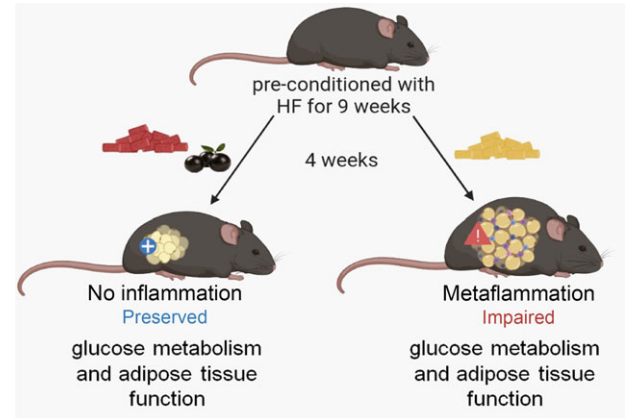 pre-conditioned with
HF for 9 weeks
4 weeks
No inflammation
Preserved
glucose metabolism
and adipose tissue
function
Metaflammation
Impaired
glucose metabolism
and adipose tissue
function